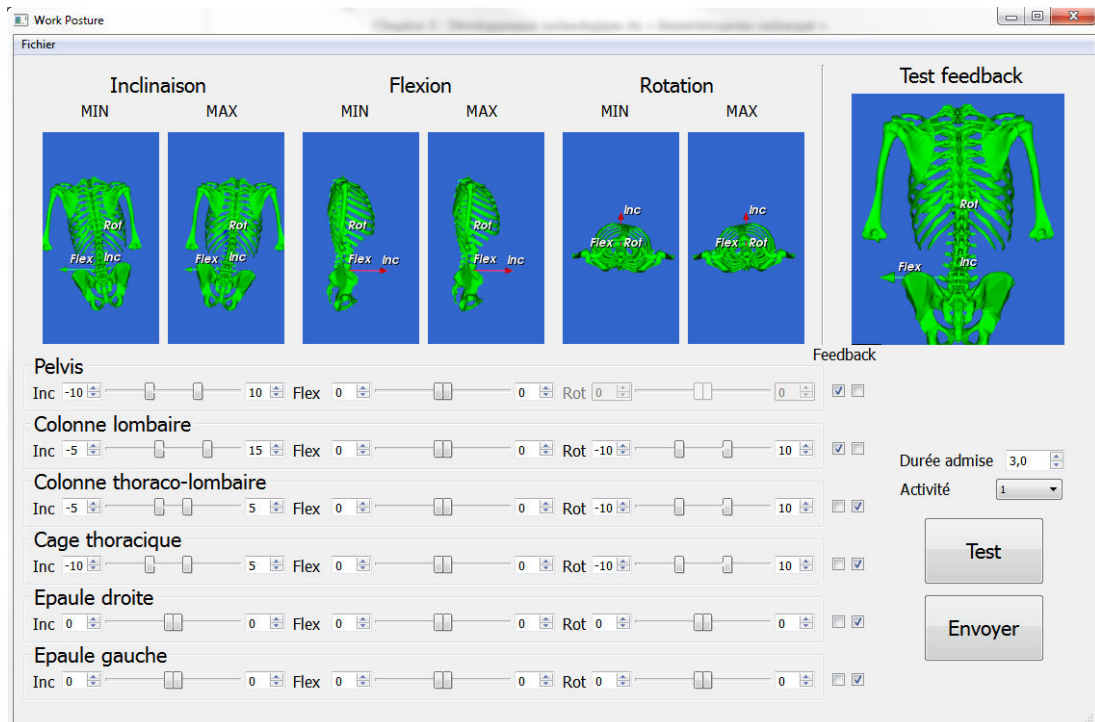 Work Posture
Chapitre 3 : Développement technologique du
Fichier
Inclinaison Flexion Rotation Test feedback
MIN MAX MIN MAX MIN MAX
Rot Rot Rot Rot Inc Inc Rot
Flex Inc Flex Inc Flex Inc Flex Inc Flex Rot Flex Rot Flex Inc
Feedback
Pelvis
Inc -10 10 Flex 0 0 Rot 0 0
Colonne lombaire
Inc -5 15 Flex 0 0 Rot -10 10
Durée admise 3,0
Colonne thoraco-lombaire
Activité 1
Inc -5 5 Flex 0 0 Rot -10 10
Cage thoracique
Inc -10 5 Flex 0 0 Rot -10 10
Test
Epaule droite
Inc 0 0 Flex 0 0 Rot 0 0
Envoyer
Epaule gauche
Inc 0 0 Flex 0 0 Rot 0 0